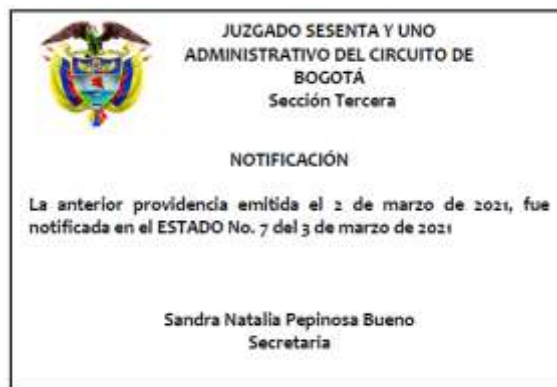 JUZGADO SESENTA Y UNO
ADMINISTRATIVO DEL CIRCUITO DE
BOGOTÁ
Sección Tercera
NOTIFICACIÓN
La anterior providencia emitida el 2 de marzo de 2021, fue
notificada en el ESTADO No. 7 del 3 de marzo de 2021
Sandra Natalia Pepinosa Bueno
Secretaria